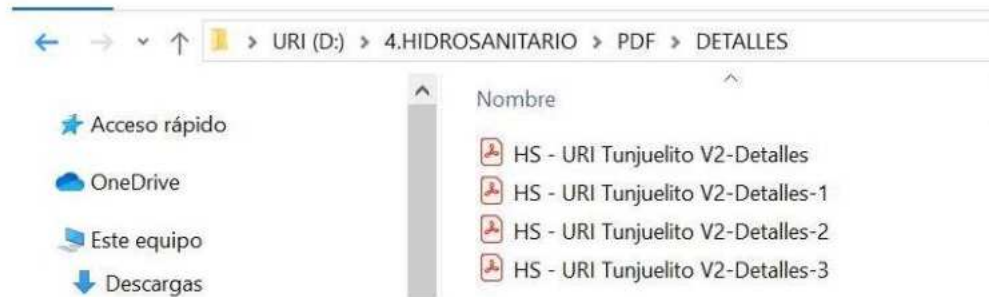 URI (D:) > 4.HIDROSANITARIO > PDF > DETALLES
Acceso rápido
OneDrive
Este equipo
Descargas
Nombre
HS - URI Tunjuelito V2-Detalles
HS - URI Tunjuelito V2-Detalles-1
HS - URI Tunjuelito V2-Detalles-2
HS - URI Tunjuelito V2-Detalles-3